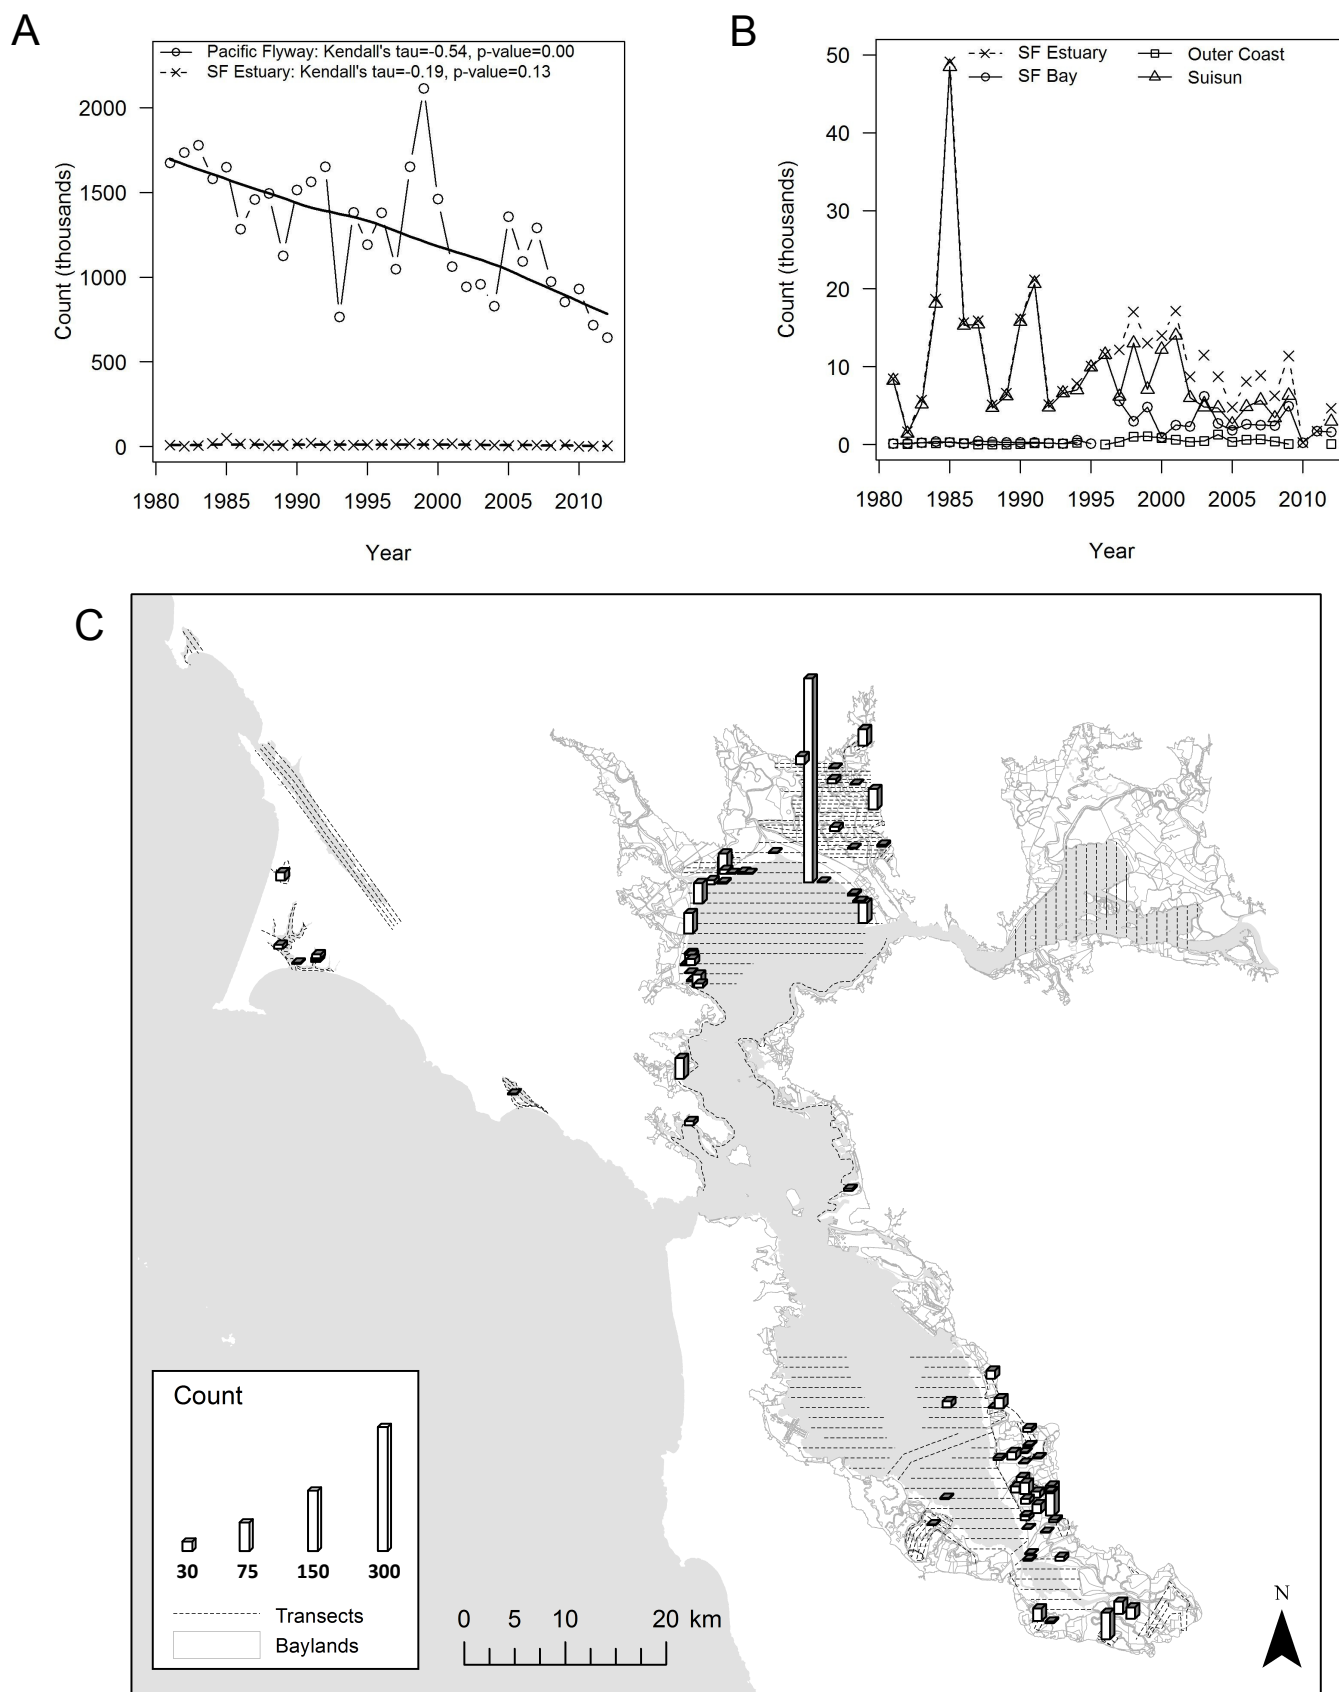 A
Pacific Flyway: Kendall's tau=-0.54, p-value=0.00
SF Estuary: Kendall's tau=-0.19, p-value=0.13
Count (thousands)
2000
1500
1000
500
0
1980 1985 1990 1995 2000 2005 2010
Year
B
SF Estuary
SF Bay
Outer Coast
Suisun
Count (thousands)
50
40
30
20
10
0
1980 1985 1990 1995 2000 2005 2010
Year
C
Count
30 75 150 300
Transects
Baylands
0 5 10 20 km
N